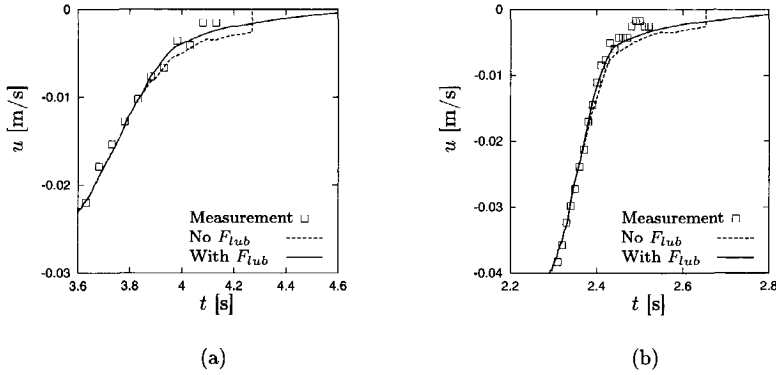 0
-0.01
-0.02
-0.03
u [m/s]
Measurement
No F_lub
With F_lub
3.6 3.8 4 4.2 4.4 4.6
t [s]
(a)
0
-0.01
-0.02
-0.03
-0.04
u [m/s]
Measurement
No F_lub
With F_lub
2.2 2.4 2.6 2.8
t [s]
(b)